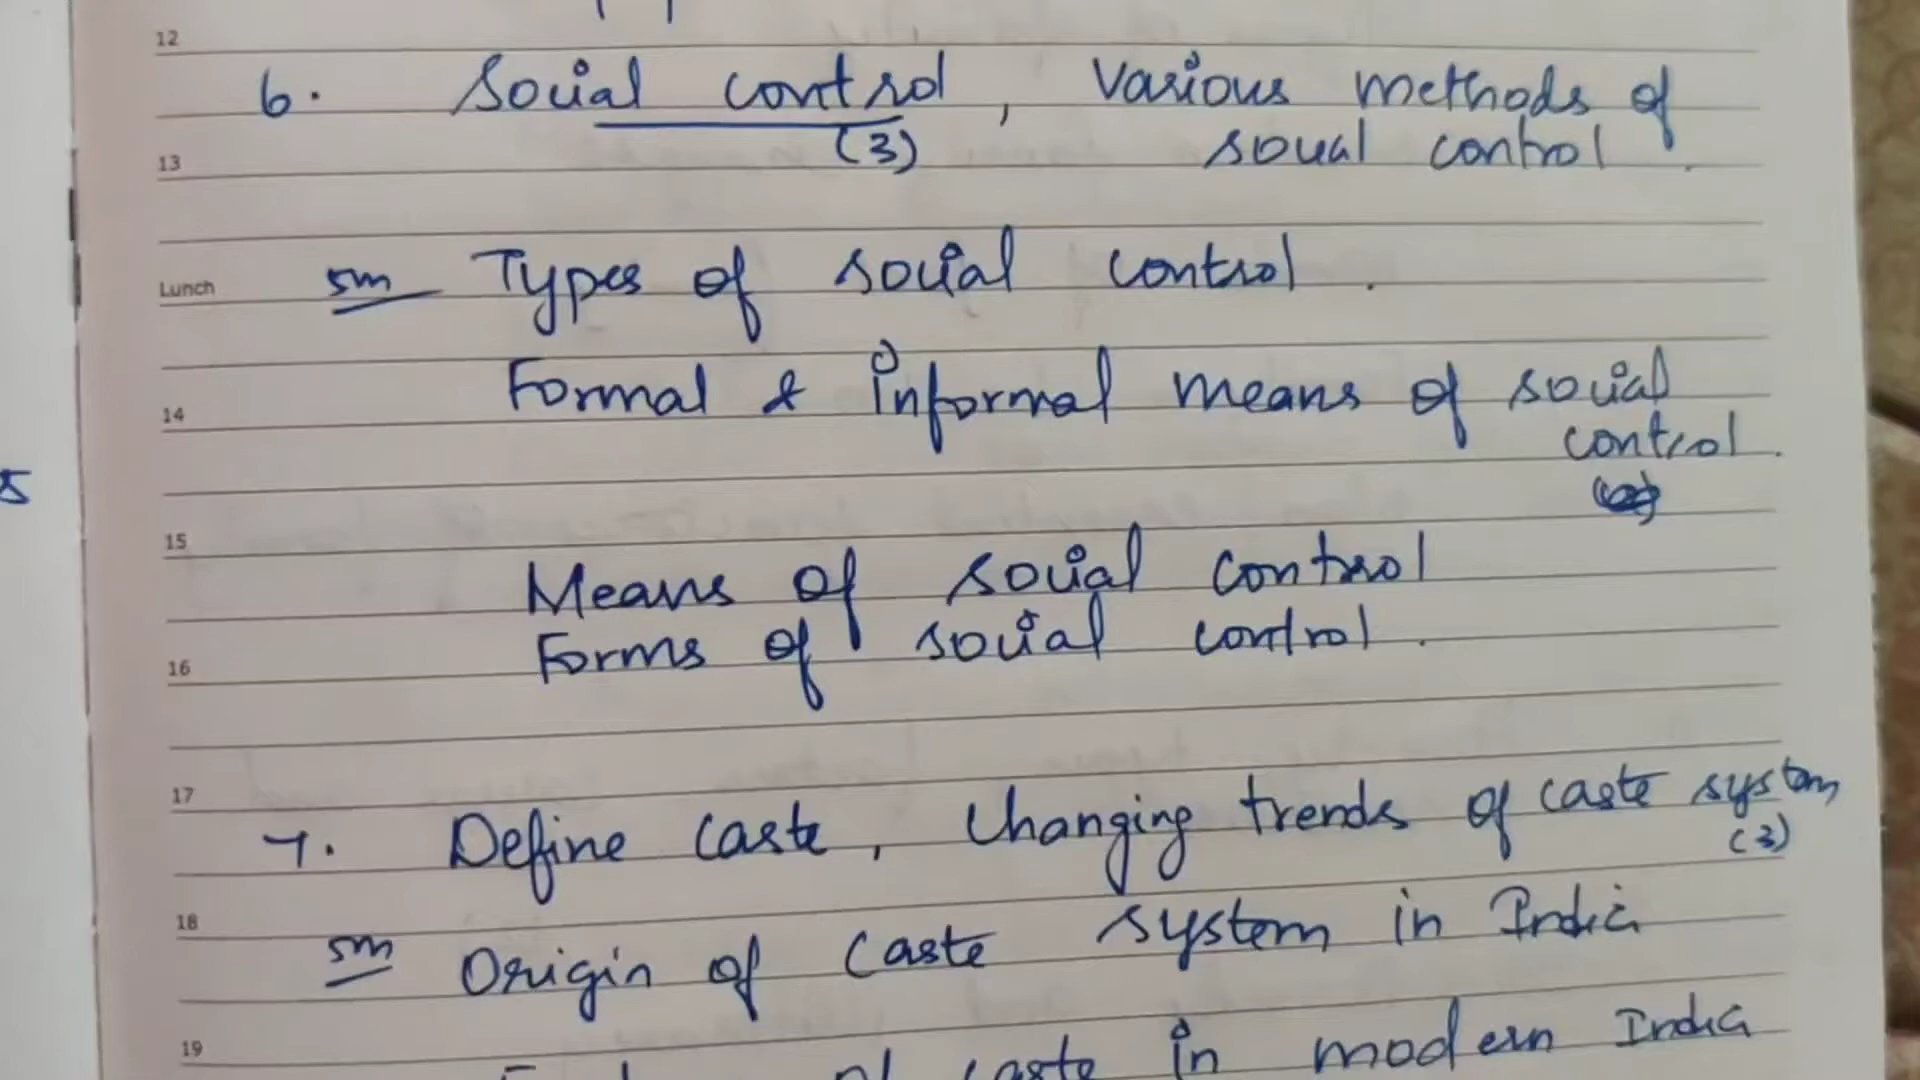 12
6. Social control, Various methods of
(3) social control.
13
Lunch
5m Types of social control.
Formal & informal means of social
14
control.
15
Means of social control
Forms of social control.
16
17
7. Define caste, Changing trends of caste system
(3)
18
5m Origin of caste system in India
19
caste in modern India
5